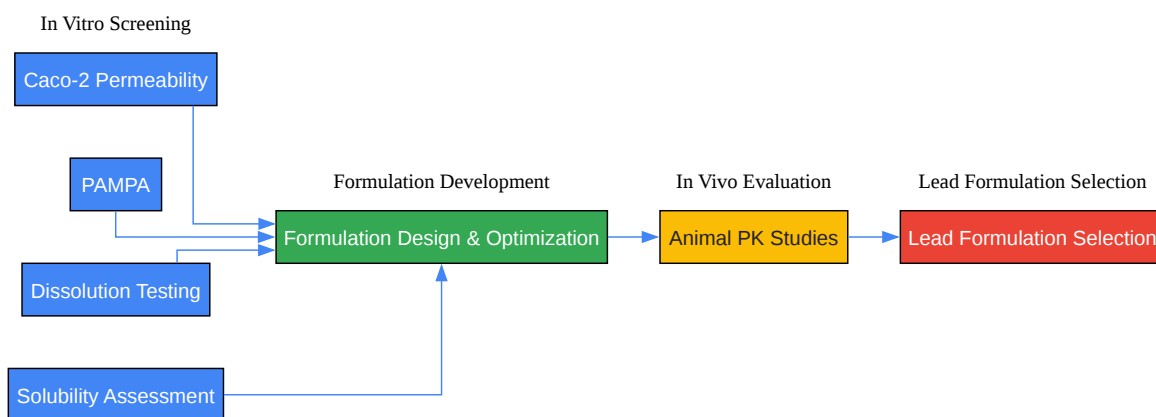 In Vitro Screening
Caco-2 Permeability
PAMPA
Dissolution Testing
Solubility Assessment
Formulation Development
Formulation Design & Optimization
In Vivo Evaluation
Animal PK Studies
Lead Formulation Selection
Lead Formulation Selection